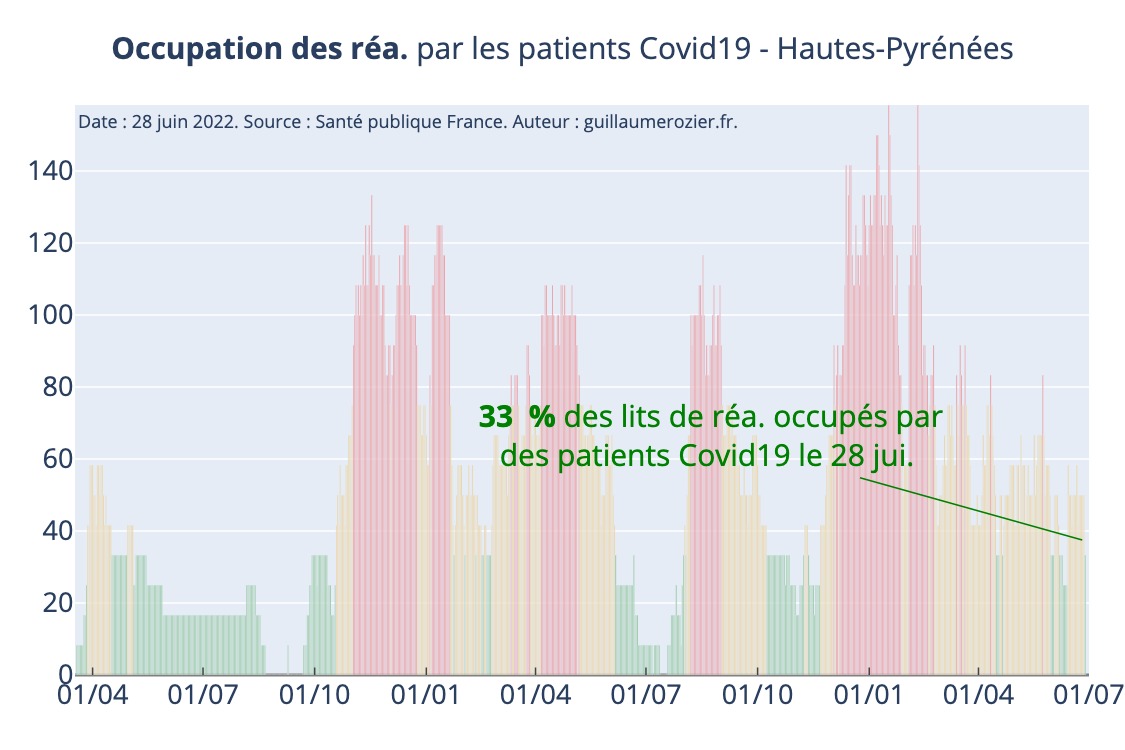 Occupation des réa. par les patients Covid19 - Hautes-Pyrénées
Date : 28 juin 2022. Source : Santé publique France. Auteur : guillaumerozier.fr.
140
120
100
80
60
40
20
0
33 % des lits de réa. occupés par
des patients Covid19 le 28 jui.
01/04 01/07 01/10 01/01 01/04 01/07 01/10 01/01 01/04 01/07